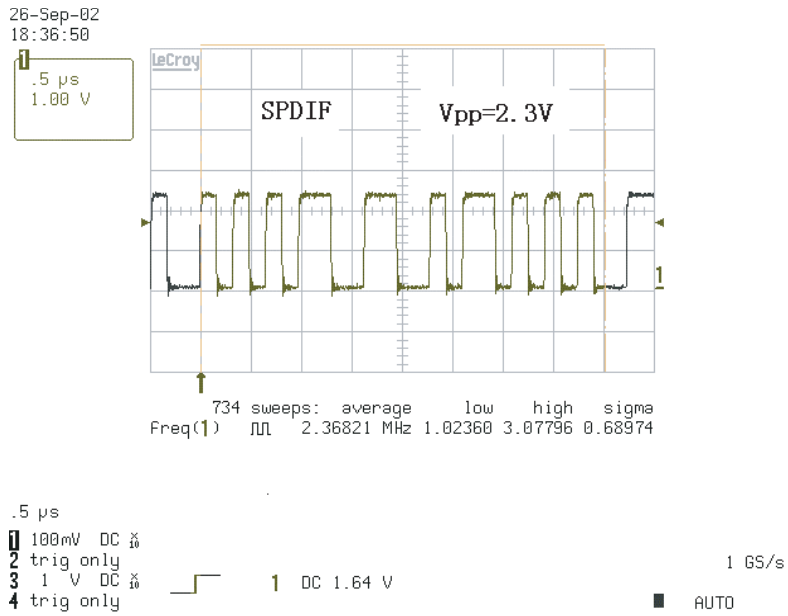 26-Sep-02
18:36:50
1
.5 µs
1.00 V
LeCroy
SPDIF
Vpp=2.3V
1
734 sweeps: average low high sigma
Freq(1) 2.36821 MHz 1.02360 3.07796 0.68974
.5 µs
1 100mV DC X10
2 trig only
3 1 V DC X10
4 trig only
1 DC 1.64 V
1 GS/s
AUTO